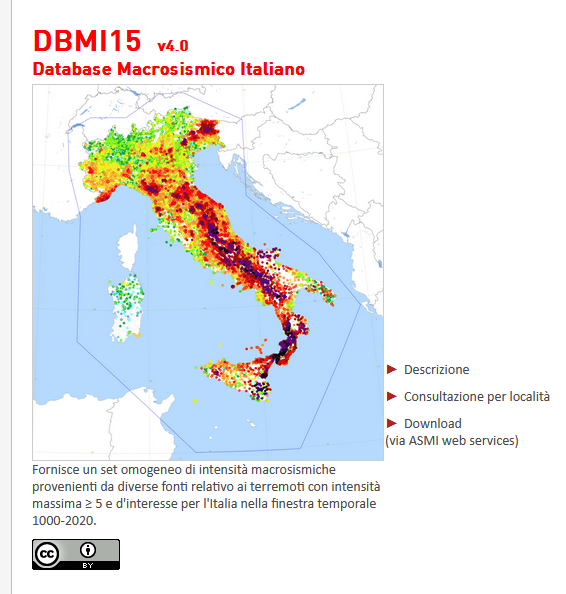 DBMI15 v4.0
Database Macrosismico Italiano
► Descrizione
► Consultazione per località
► Download
(via ASMI web services)
Fornisce un set omogeneo di intensità macrosismiche
provenienti da diverse fonti relativo ai terremoti con intensità
massima ≥ 5 e d'interesse per l'Italia nella finestra temporale
1000-2020.
cc
BY